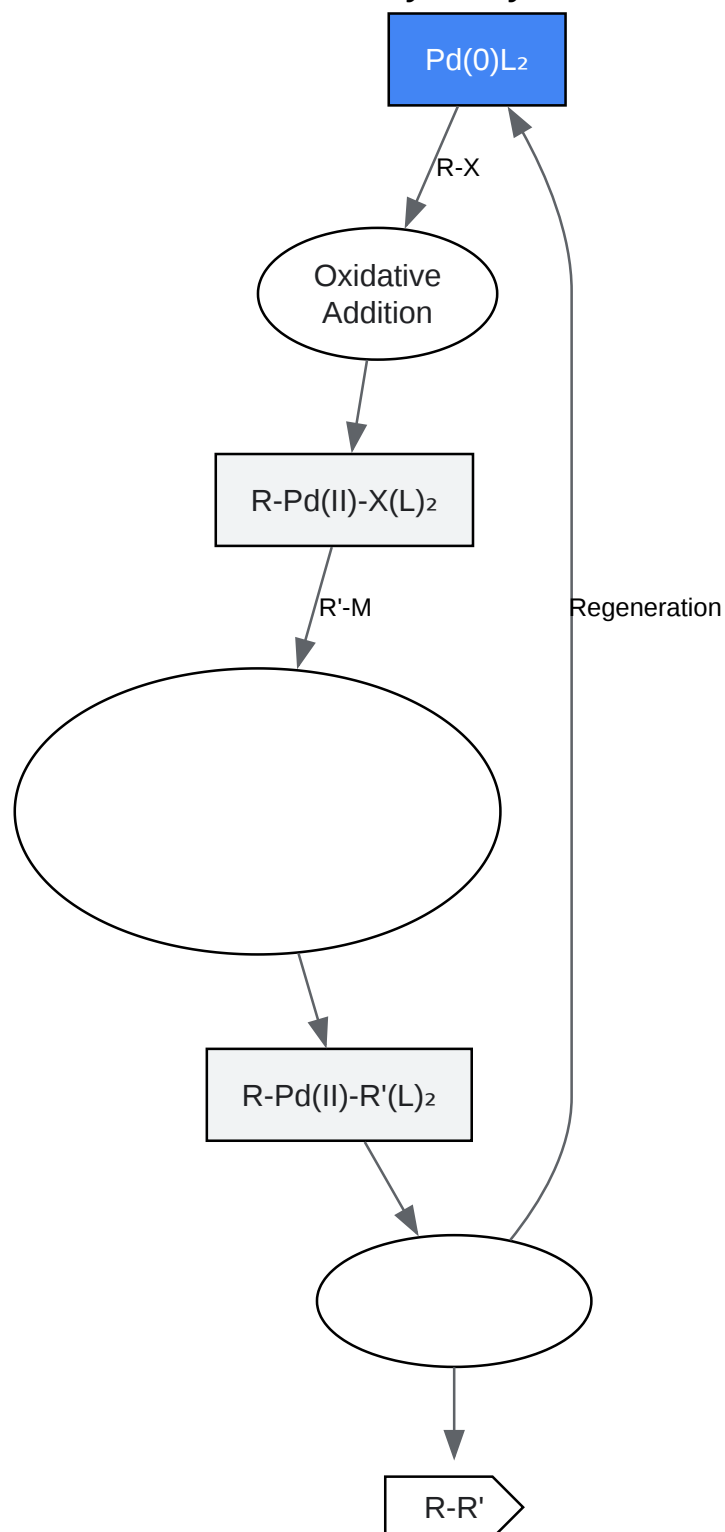 Pd(0)L₂
R-X
Oxidative
Addition
R-Pd(II)-X(L)₂
R'-M
Regeneration
R-Pd(II)-R'(L)₂
R-R'